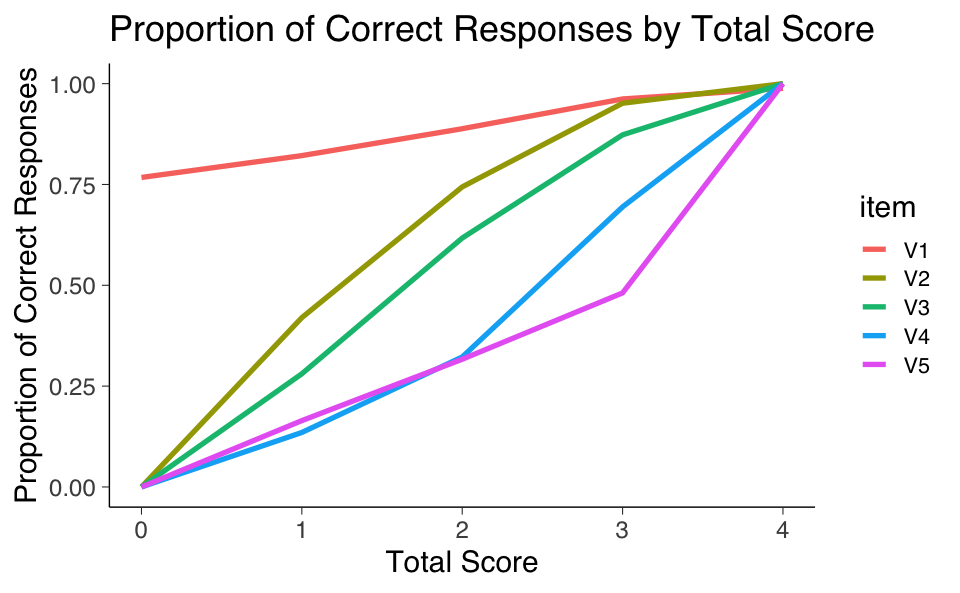 Proportion of Correct Responses by Total Score
Proportion of Correct Responses
1.00
0.75
0.50
0.25
0.00
0 1 2 3 4
Total Score
item
V1
V2
V3
V4
V5